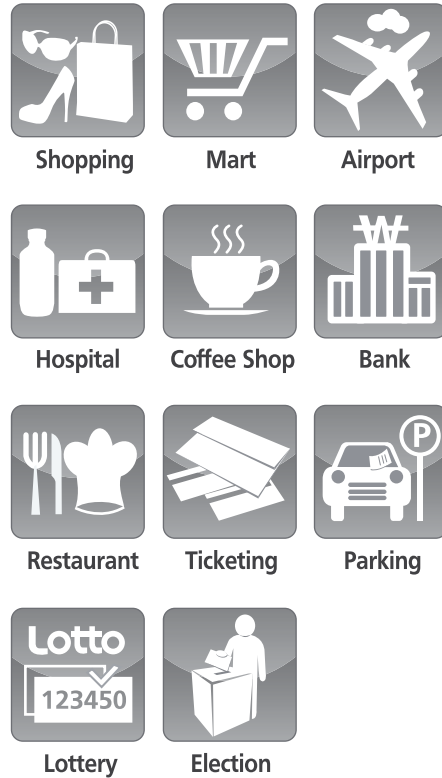 Shopping
Mart
Airport
₩
Hospital
Coffee Shop
Bank
P
Restaurant
Ticketing
Parking
Lotto
123450
Lottery
Election